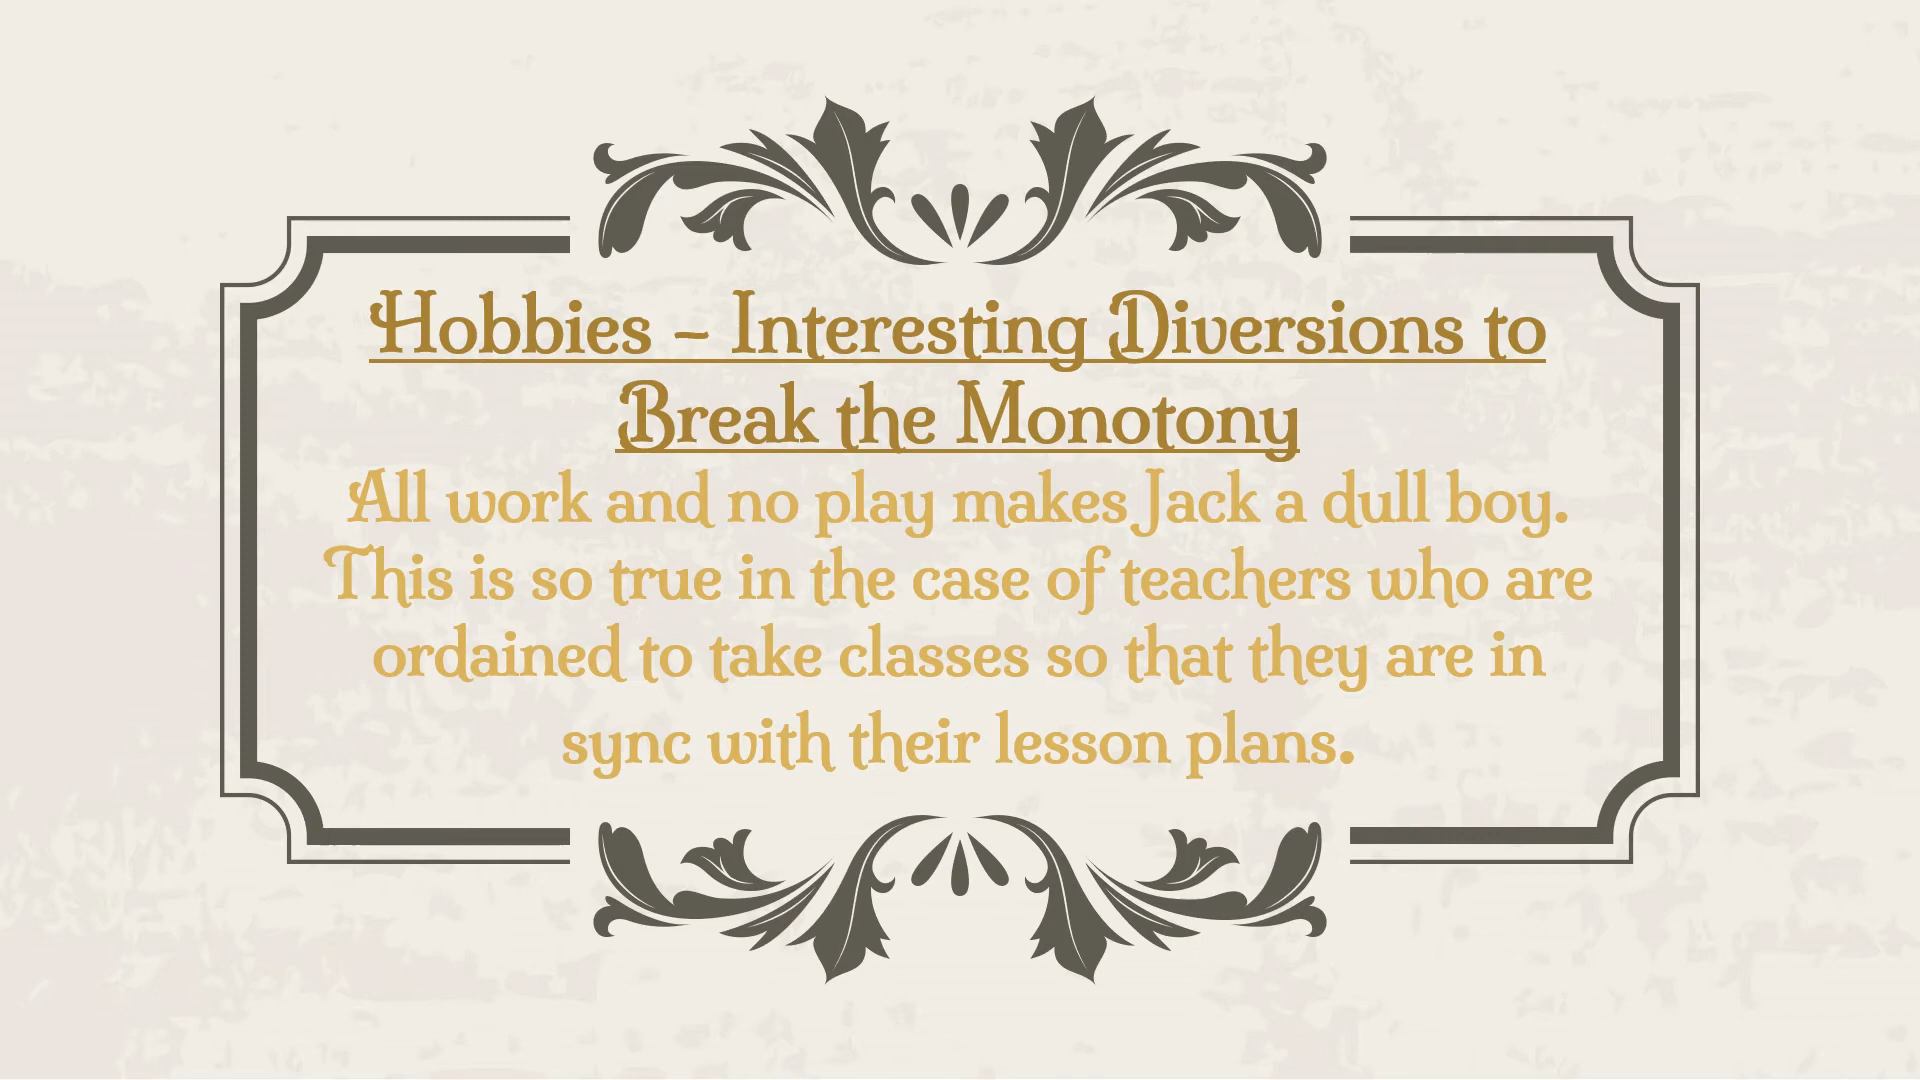 Hobbies – Interesting Diversions to
Break the Monotony
All work and no play makes Jack a dull boy.
This is so true in the case of teachers who are
ordained to take classes so that they are in
sync with their lesson plans.